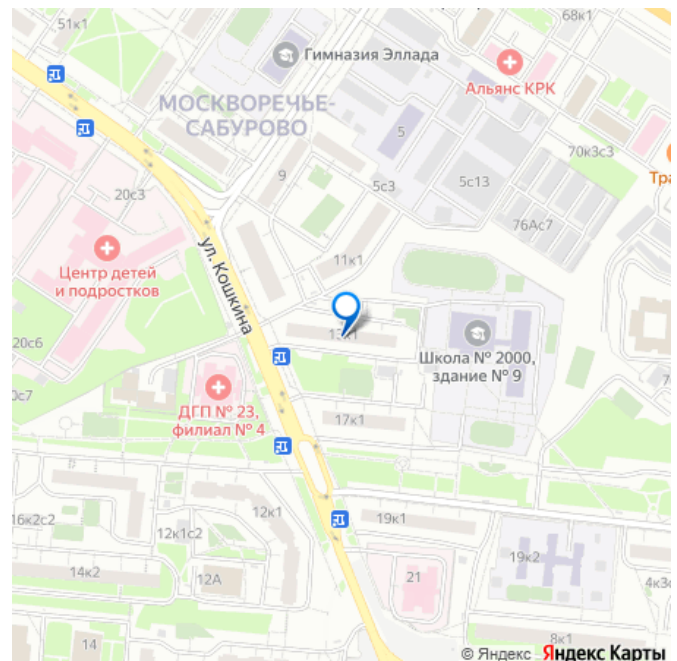 51к1
68к1
Гимназия Эллада
Альянс КРК
МОСКВОРЕЧЬЕ-
САБУРОВО
5
70к3с3
Тра
9
20с3
5с3
5с13
76Ас7
ул. Кошкина
11к1
Центр детей
и подростков
20с6
Школа № 2000,
здание № 9
0с7
ДГП № 23,
филиал № 4
17к1
16к2с2
12к1с2
12к1
19к1
19к2
14к2
12А
21
4к3
14
8к1
© Яндекс Яндекс Карты